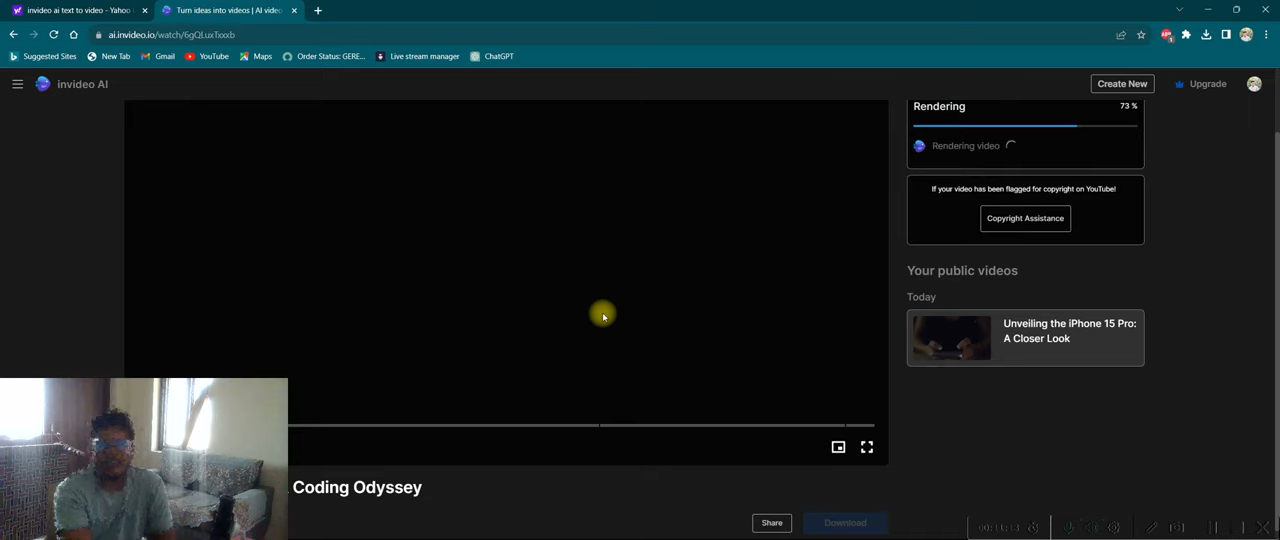 invideo ai text to video - Yahoo
Turn ideas into videos | AI video
ai.invideo.io/watch/6gQLuxTxxxb
Suggested Sites
New Tab
Gmail
YouTube
Maps
Order Status: GERE...
Live stream manager
ChatGPT
invideo AI
Create New
Upgrade
Rendering
73 %
Rendering video
If your video has been flagged for copyright on YouTube!
Copyright Assistance
Your public videos
Today
Unveiling the iPhone 15 Pro:
A Closer Look
Coding Odyssey
Share
Download